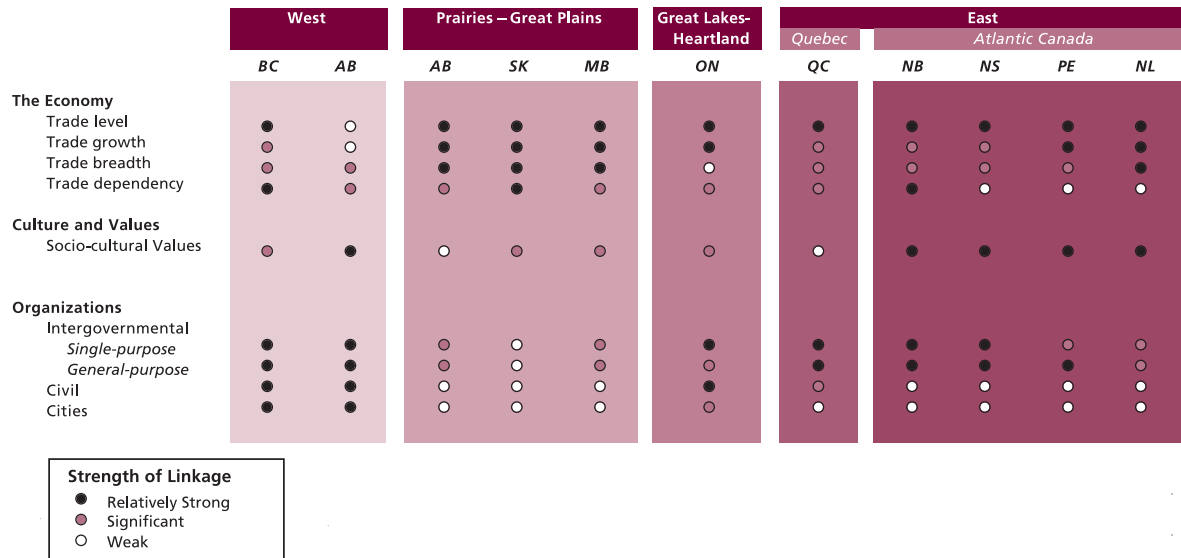 West
Prairies – Great Plains
Great Lakes-
Heartland
East
Quebec
Atlantic Canada
BC AB AB SK MB ON QC NB NS PE NL
The Economy
Trade level
Trade growth
Trade breadth
Trade dependency
Culture and Values
Socio-cultural Values
Organizations
Intergovernmental
Single-purpose
General-purpose
Civil
Cities
Strength of Linkage
Relatively Strong
Significant
Weak